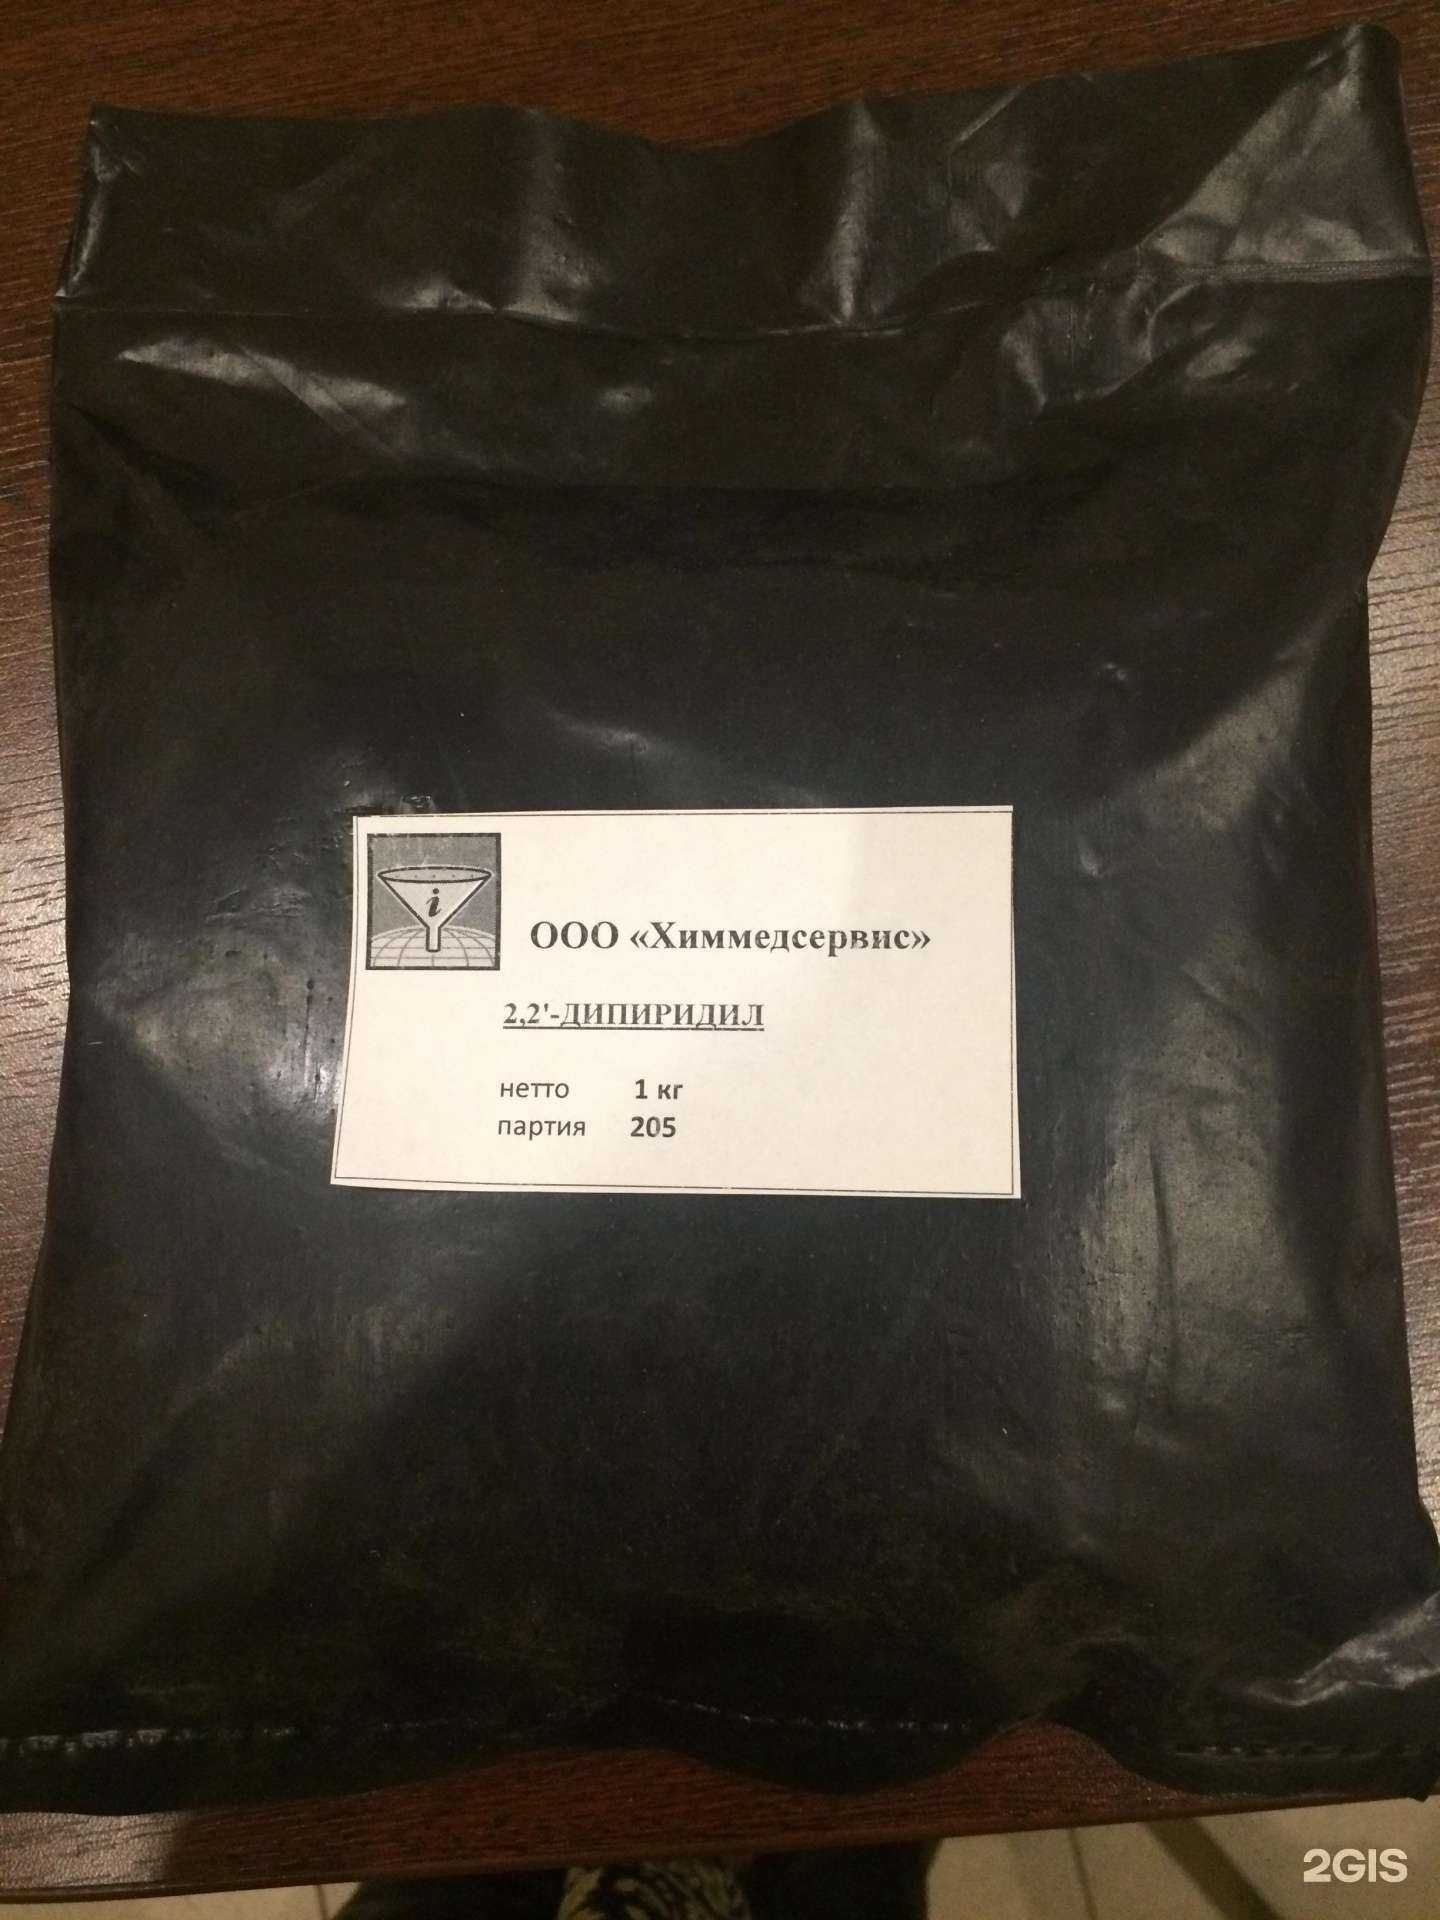 i
ООО «Химмедсервис»
2,2'-ДИПИРИДИЛ
нетто 1 кг
партия 205
2GIS